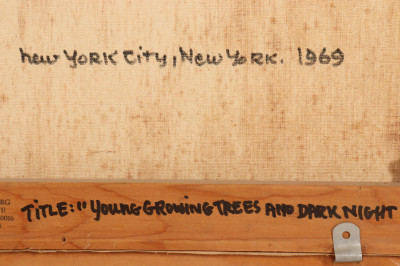 new YORK City, New YORK. 1969
TITLE: "YOUNG GROWING TREES AND DARK NIGHT